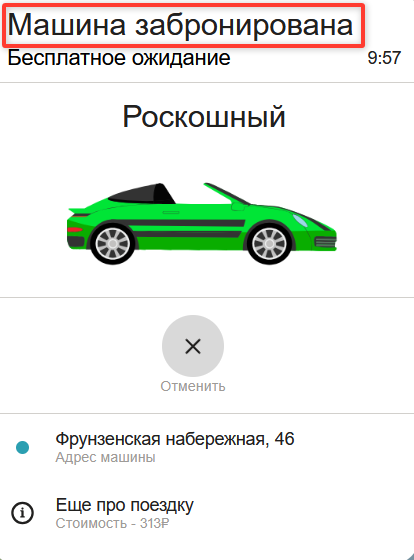 Машина забронирована
Бесплатное ожидание 9:57
Роскошный
Отменить
Фрунзенская набережная, 46
Адрес машины
Еще про поездку
Стоимость - 313₽